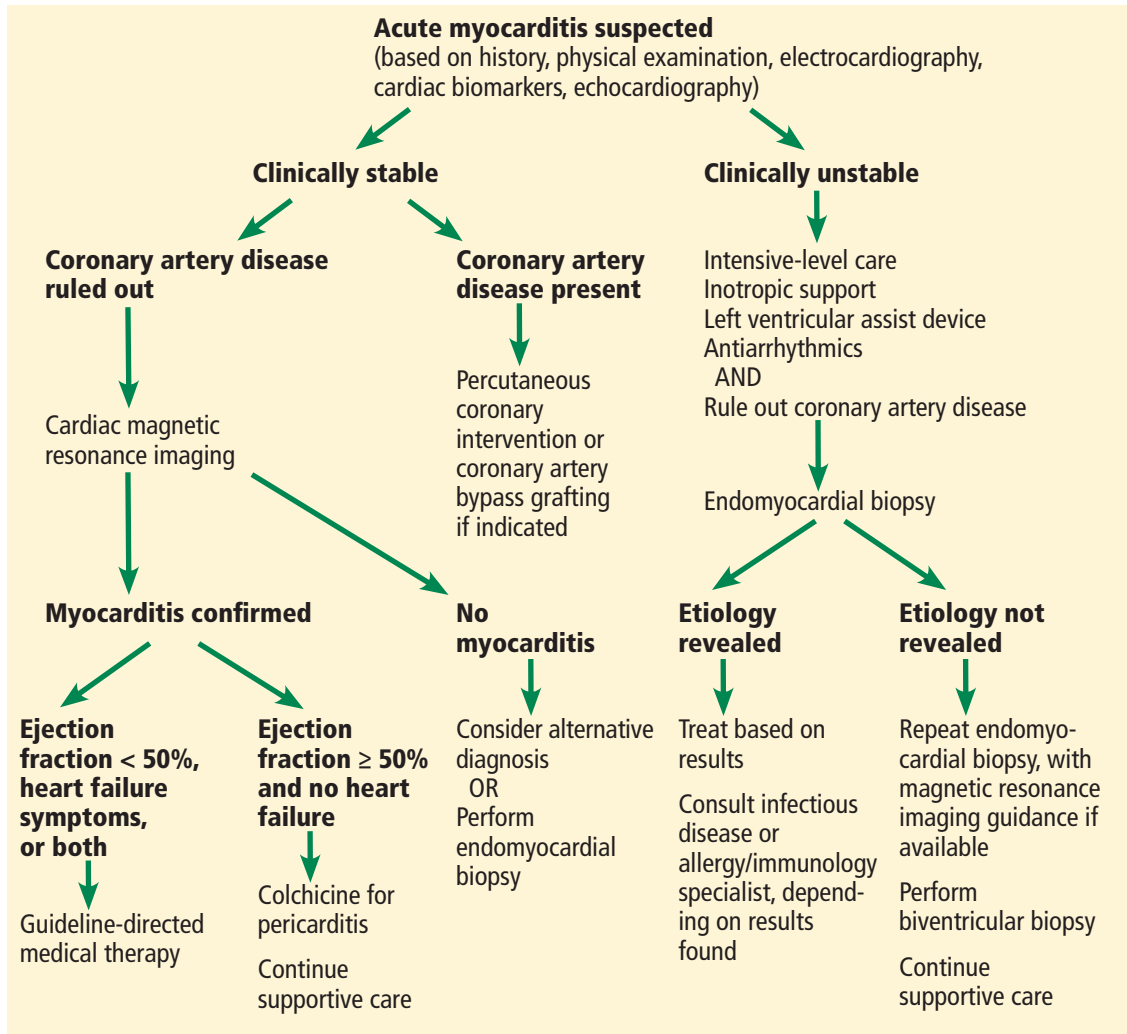 Acute myocarditis suspected
(based on history, physical examination, electrocardiography,
cardiac biomarkers, echocardiography)
Clinically stable
Clinically unstable
Coronary artery disease
ruled out
Coronary artery
disease present
Intensive-level care
Inotropic support
Left ventricular assist device
Antiarrhythmics
AND
Rule out coronary artery disease
Percutaneous
coronary
intervention or
coronary artery
bypass grafting
if indicated
Cardiac magnetic
resonance imaging
Endomyocardial biopsy
Myocarditis confirmed
No
myocarditis
Etiology
revealed
Etiology not
revealed
Ejection
fraction < 50%,
heart failure
symptoms,
or both
Ejection
fraction ≥ 50%
and no heart
failure
Consider alternative
diagnosis
OR
Perform
endomyocardial
biopsy
Treat based on
results
Consult infectious
disease or
allergy/immunology
specialist, depend-
ing on results
found
Repeat endomyo-
cardial biopsy, with
magnetic resonance
imaging guidance if
available
Perform
biventricular biopsy
Continue
supportive care
Guideline-directed
medical therapy
Colchicine for
pericarditis
Continue
supportive care